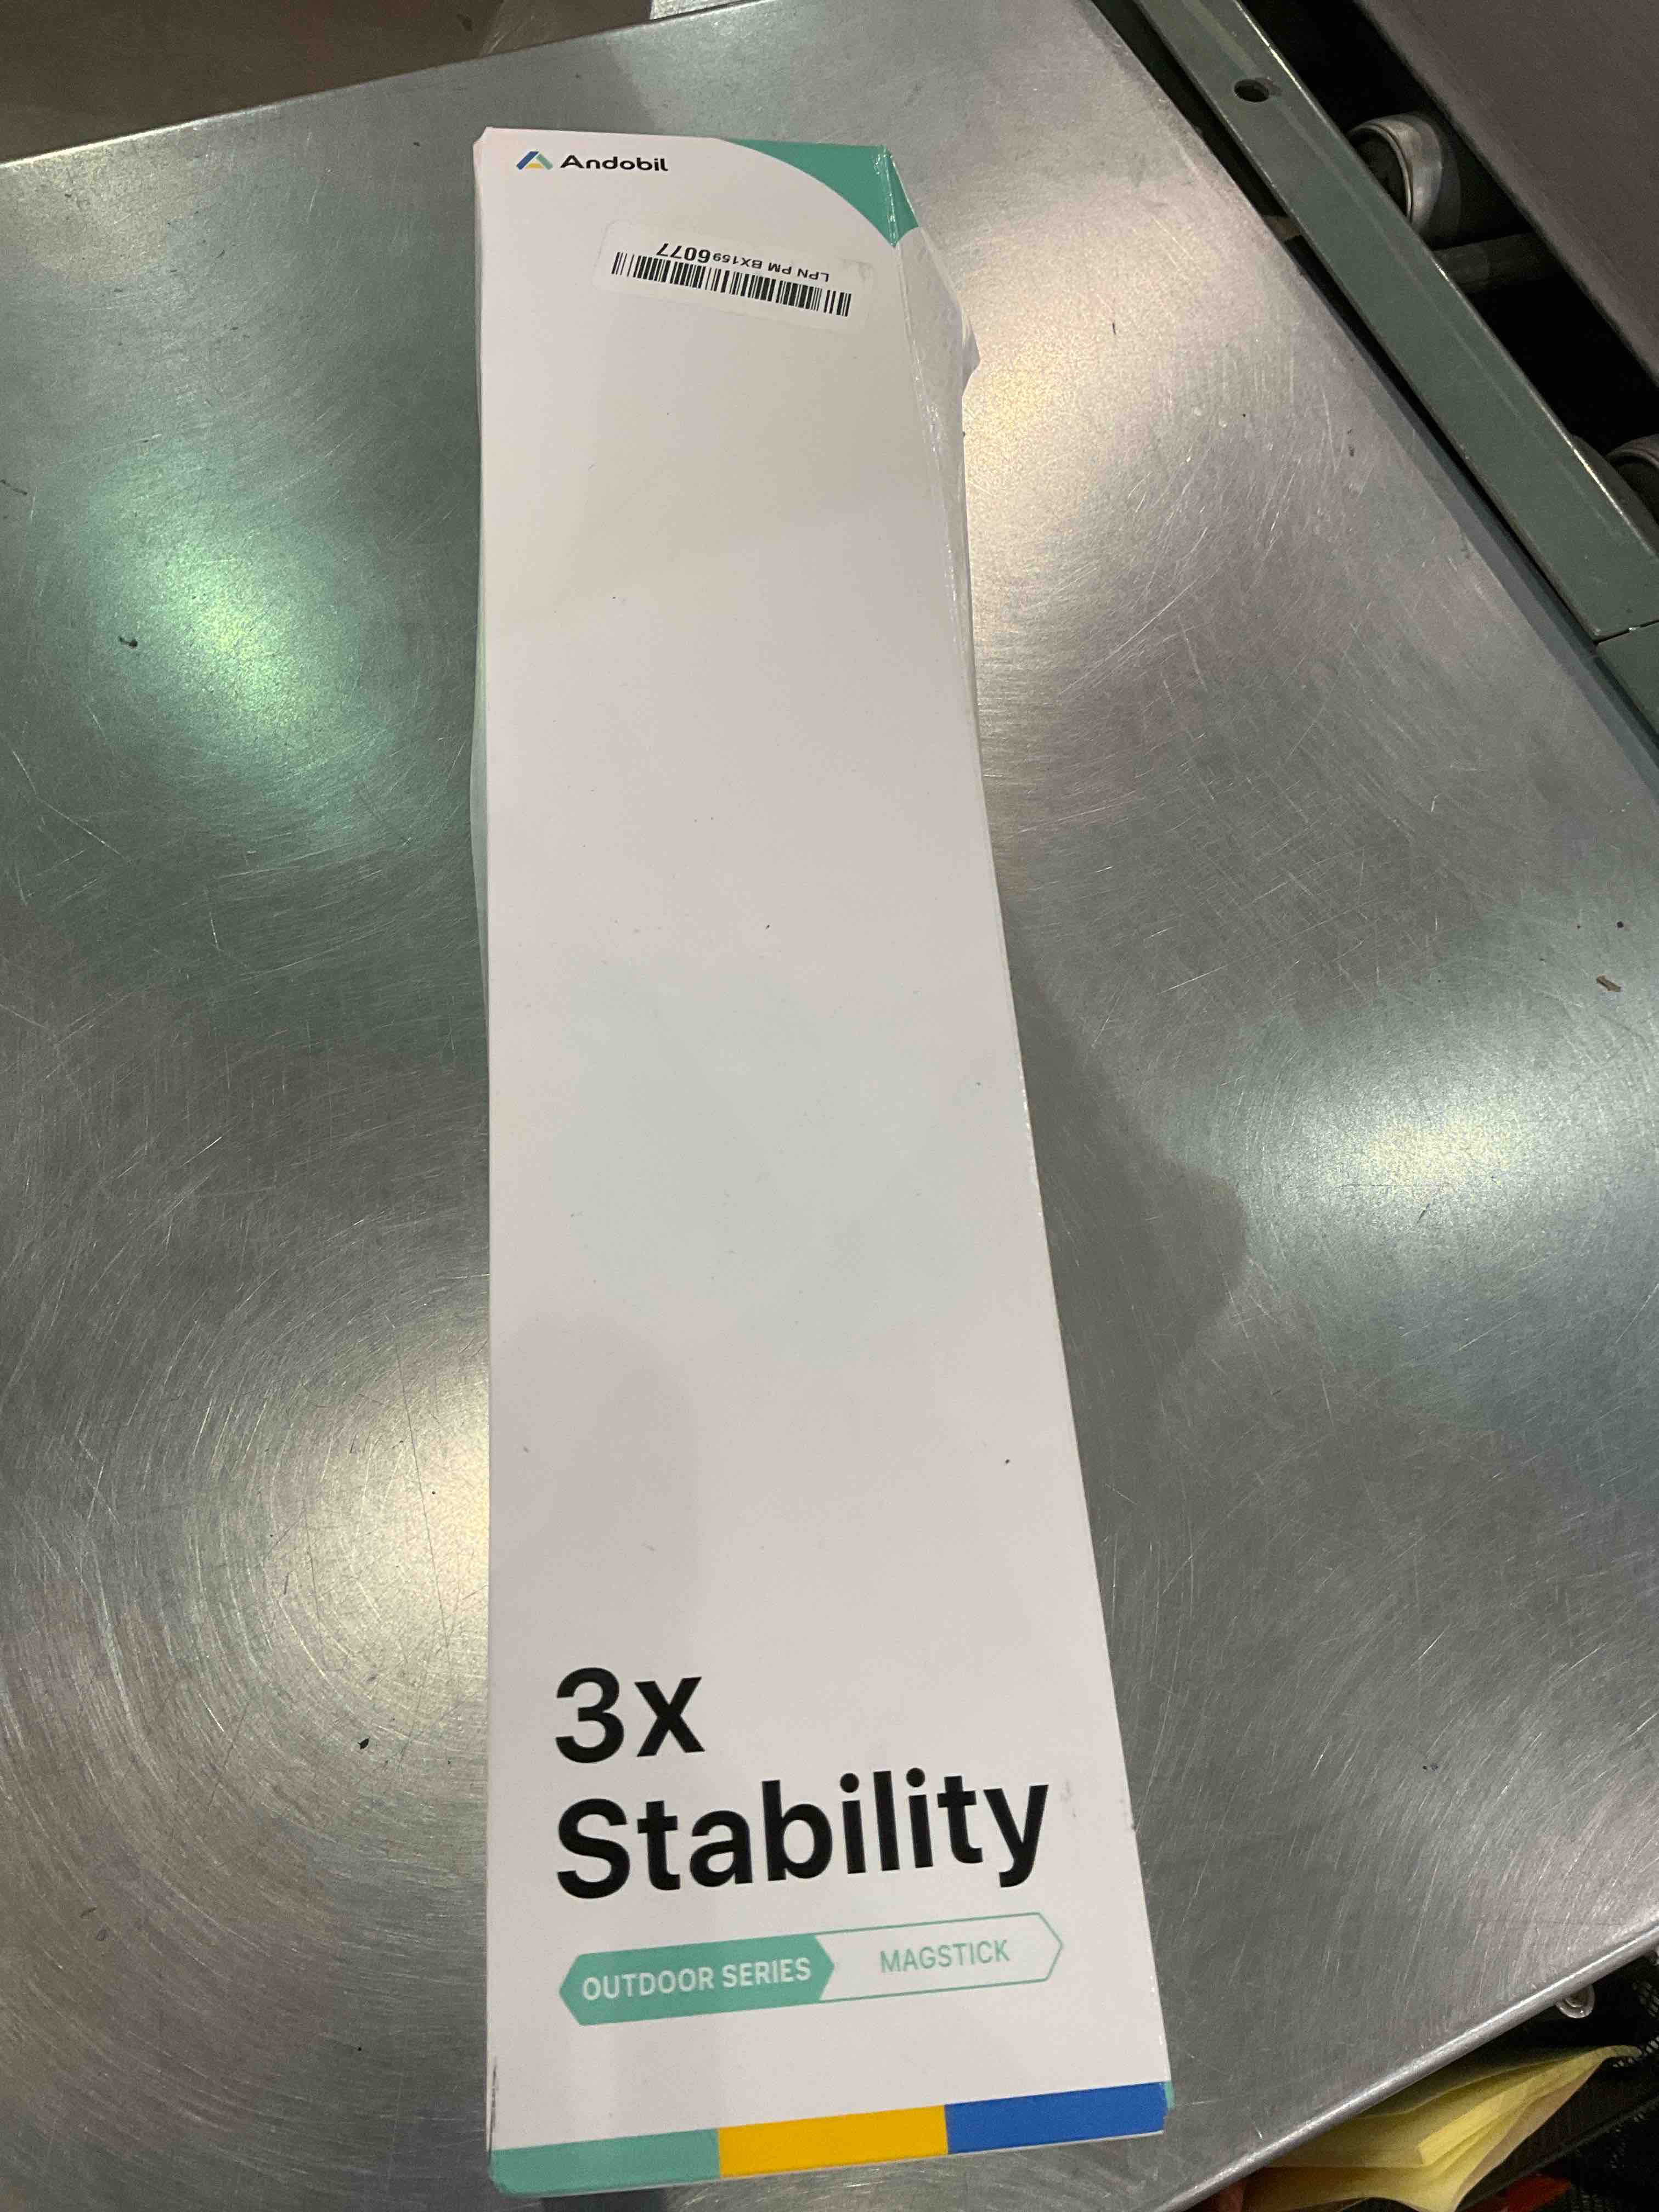 Andobil
LPN PM BX1596077
3x
Stability
OUTDOOR SERIES MAGSTICK